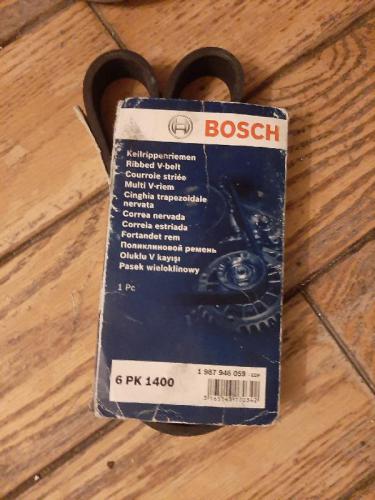 BOSCH
Keilrippenriemen
Ribbed V-belt
Courroie striée
Multi V-riem
Cinghia trapezoidale
nervata
Correa nervada
Correia estriada
Fortandet rem
Поликлиновой ремень
Oluklu V kayışı
Pasek wieloklinowy
1 Pc
6 PK 1400
1 987 946 059